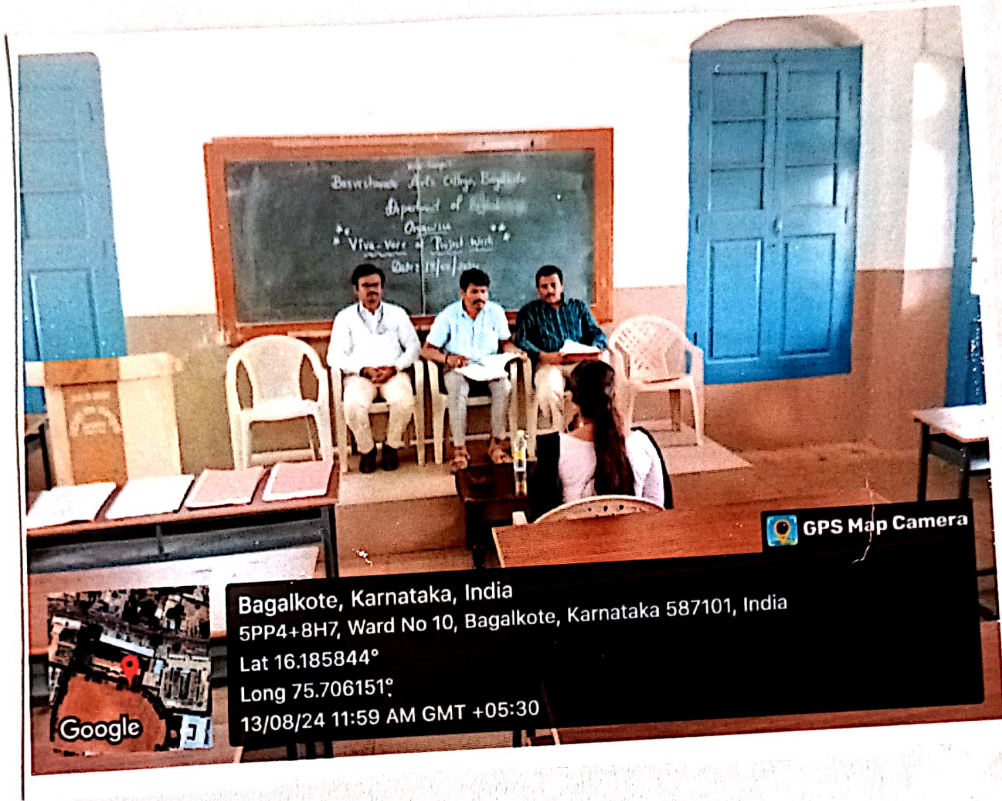 Basveshwar Arts College, Bagalkote
Department of
Organise
Viva-Voce of Project Work
Date:
GPS Map Camera
Bagalkote, Karnataka, India
5PP4+8H7, Ward No 10, Bagalkote, Karnataka 587101, India
Lat 16.185844°
Long 75.706151°
13/08/24 11:59 AM GMT +05:30
Google